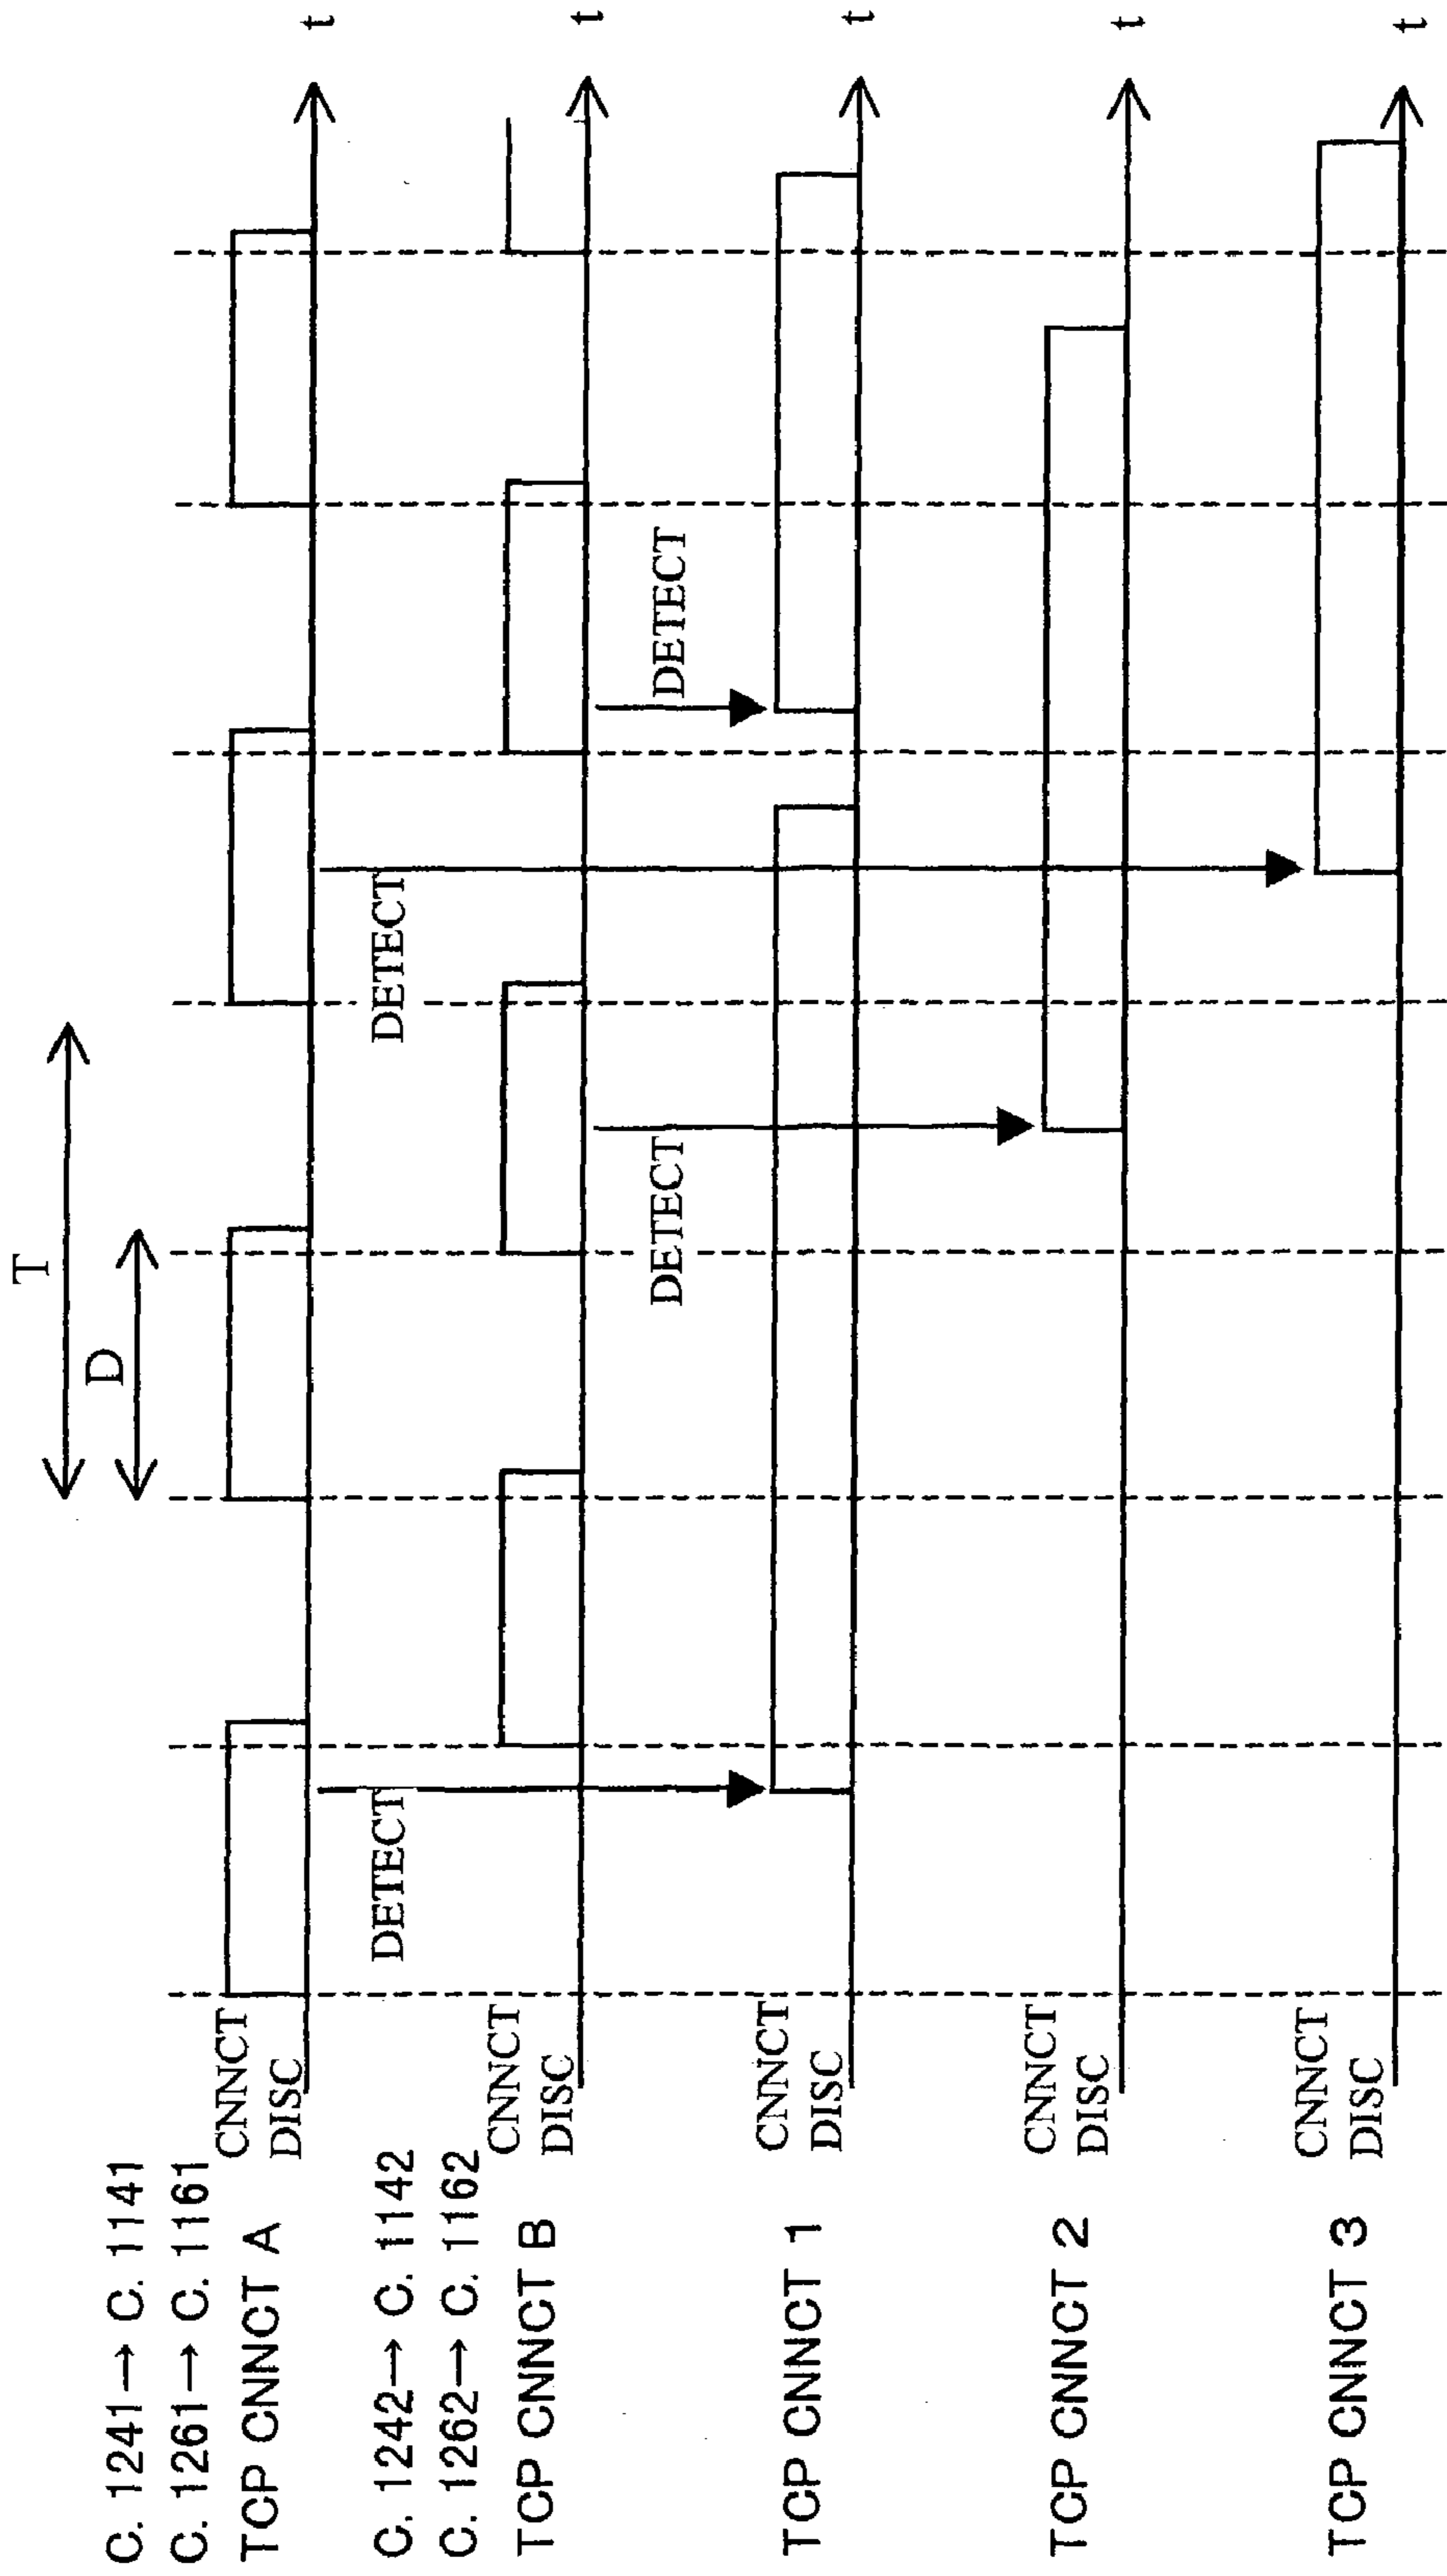 T
D
C. 1241→ C. 1141
C. 1261→ C. 1161
TCP CNNCT A
CNNCT
DISC
t
DETECT
DETECT
C. 1242→ C. 1142
C. 1262→ C. 1162
TCP CNNCT B
CNNCT
DISC
t
DETECT
DETECT
TCP CNNCT 1
CNNCT
DISC
t
TCP CNNCT 2
CNNCT
DISC
t
TCP CNNCT 3
CNNCT
DISC
t